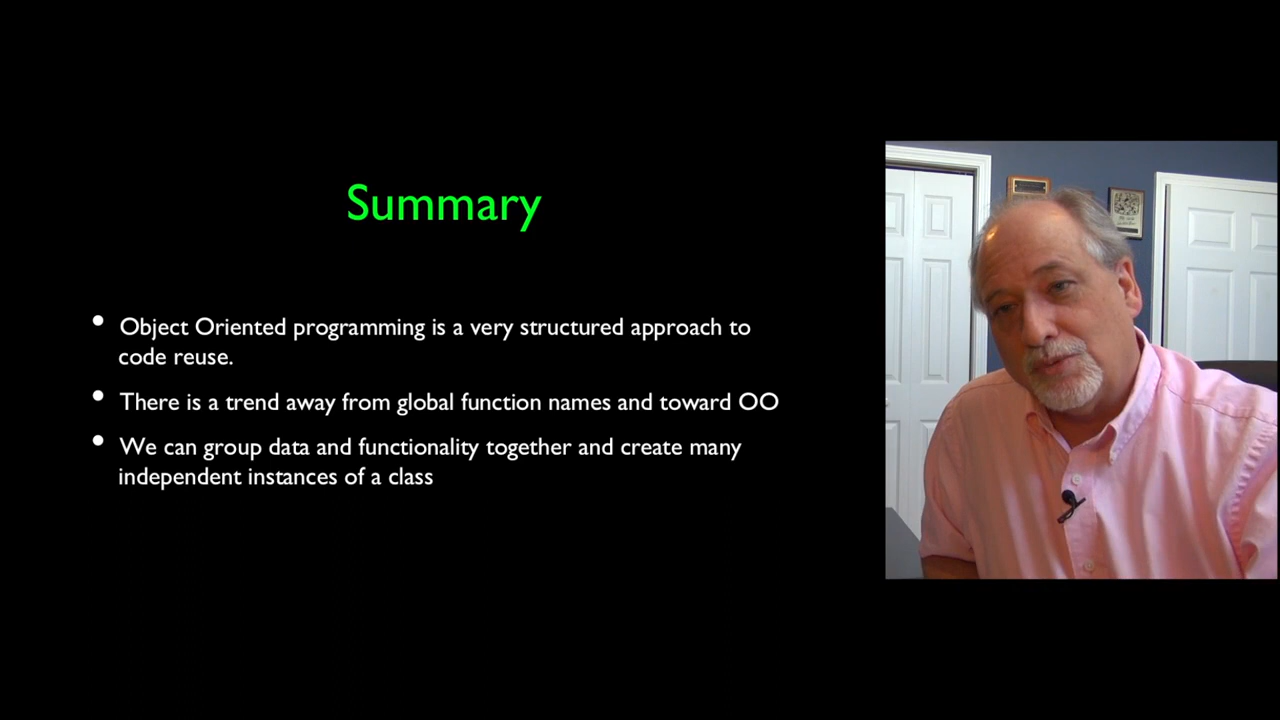 Summary
• Object Oriented programming is a very structured approach to
code reuse.
• There is a trend away from global function names and toward OO
• We can group data and functionality together and create many
independent instances of a class